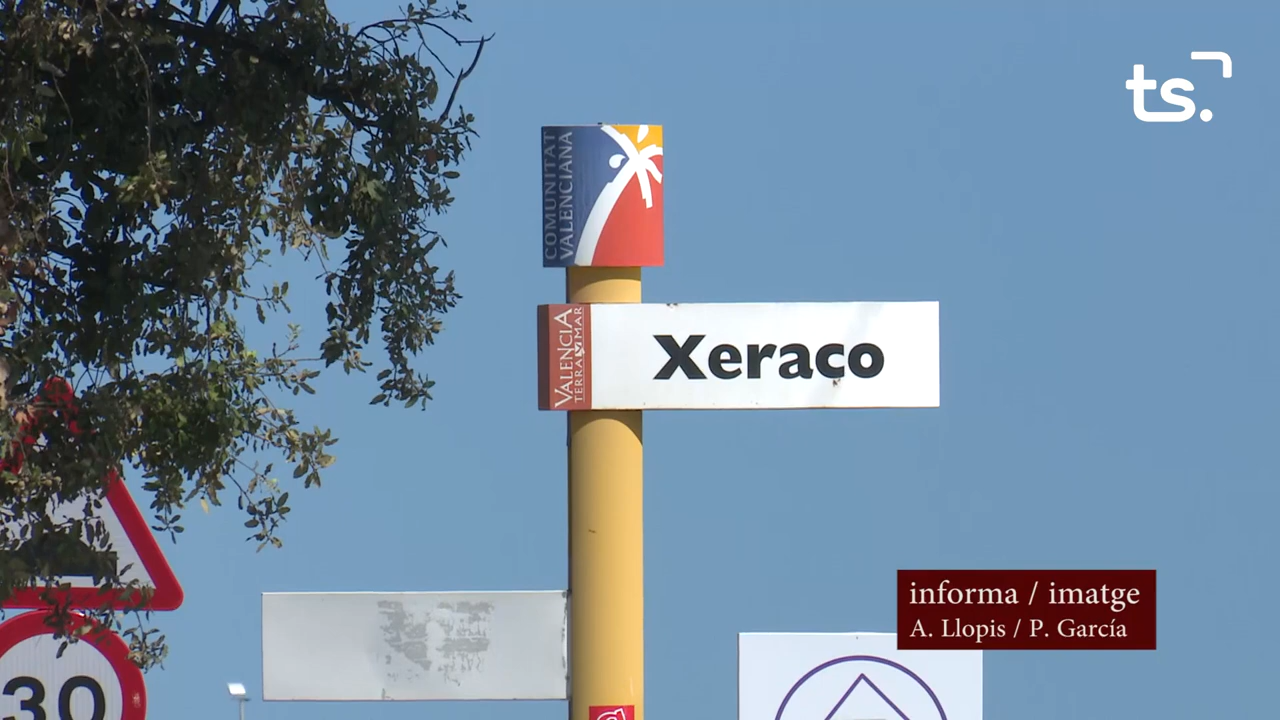 ts.
COMUNITAT
VALENCIANA
VALENCIA
TERRA I MAR
Xeraco
informa / imatge
A. Llopis / P. García
30